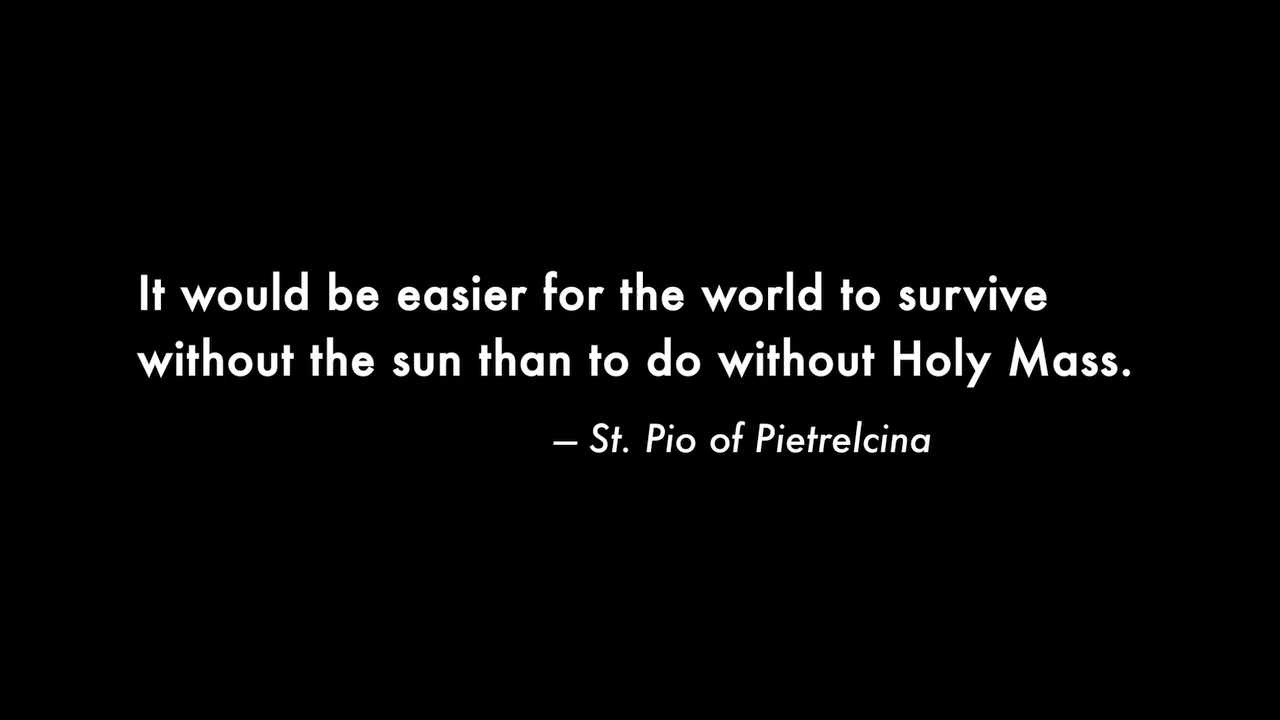 It would be easier for the world to survive
without the sun than to do without Holy Mass.
— St. Pio of Pietrelcina